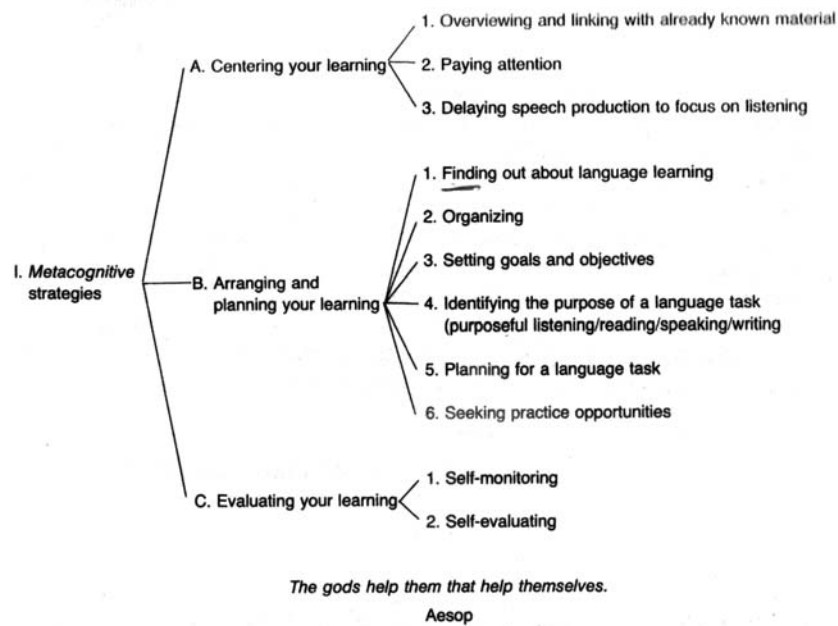 1. Overviewing and linking with already known material
A. Centering your learning
2. Paying attention
3. Delaying speech production to focus on listening
1. Finding out about language learning
2. Organizing
3. Setting goals and objectives
I. Metacognitive
strategies
B. Arranging and
planning your learning
4. Identifying the purpose of a language task
(purposeful listening/reading/speaking/writing
5. Planning for a language task
6. Seeking practice opportunities
C. Evaluating your learning
1. Self-monitoring
2. Self-evaluating
The gods help them that help themselves.
Aesop